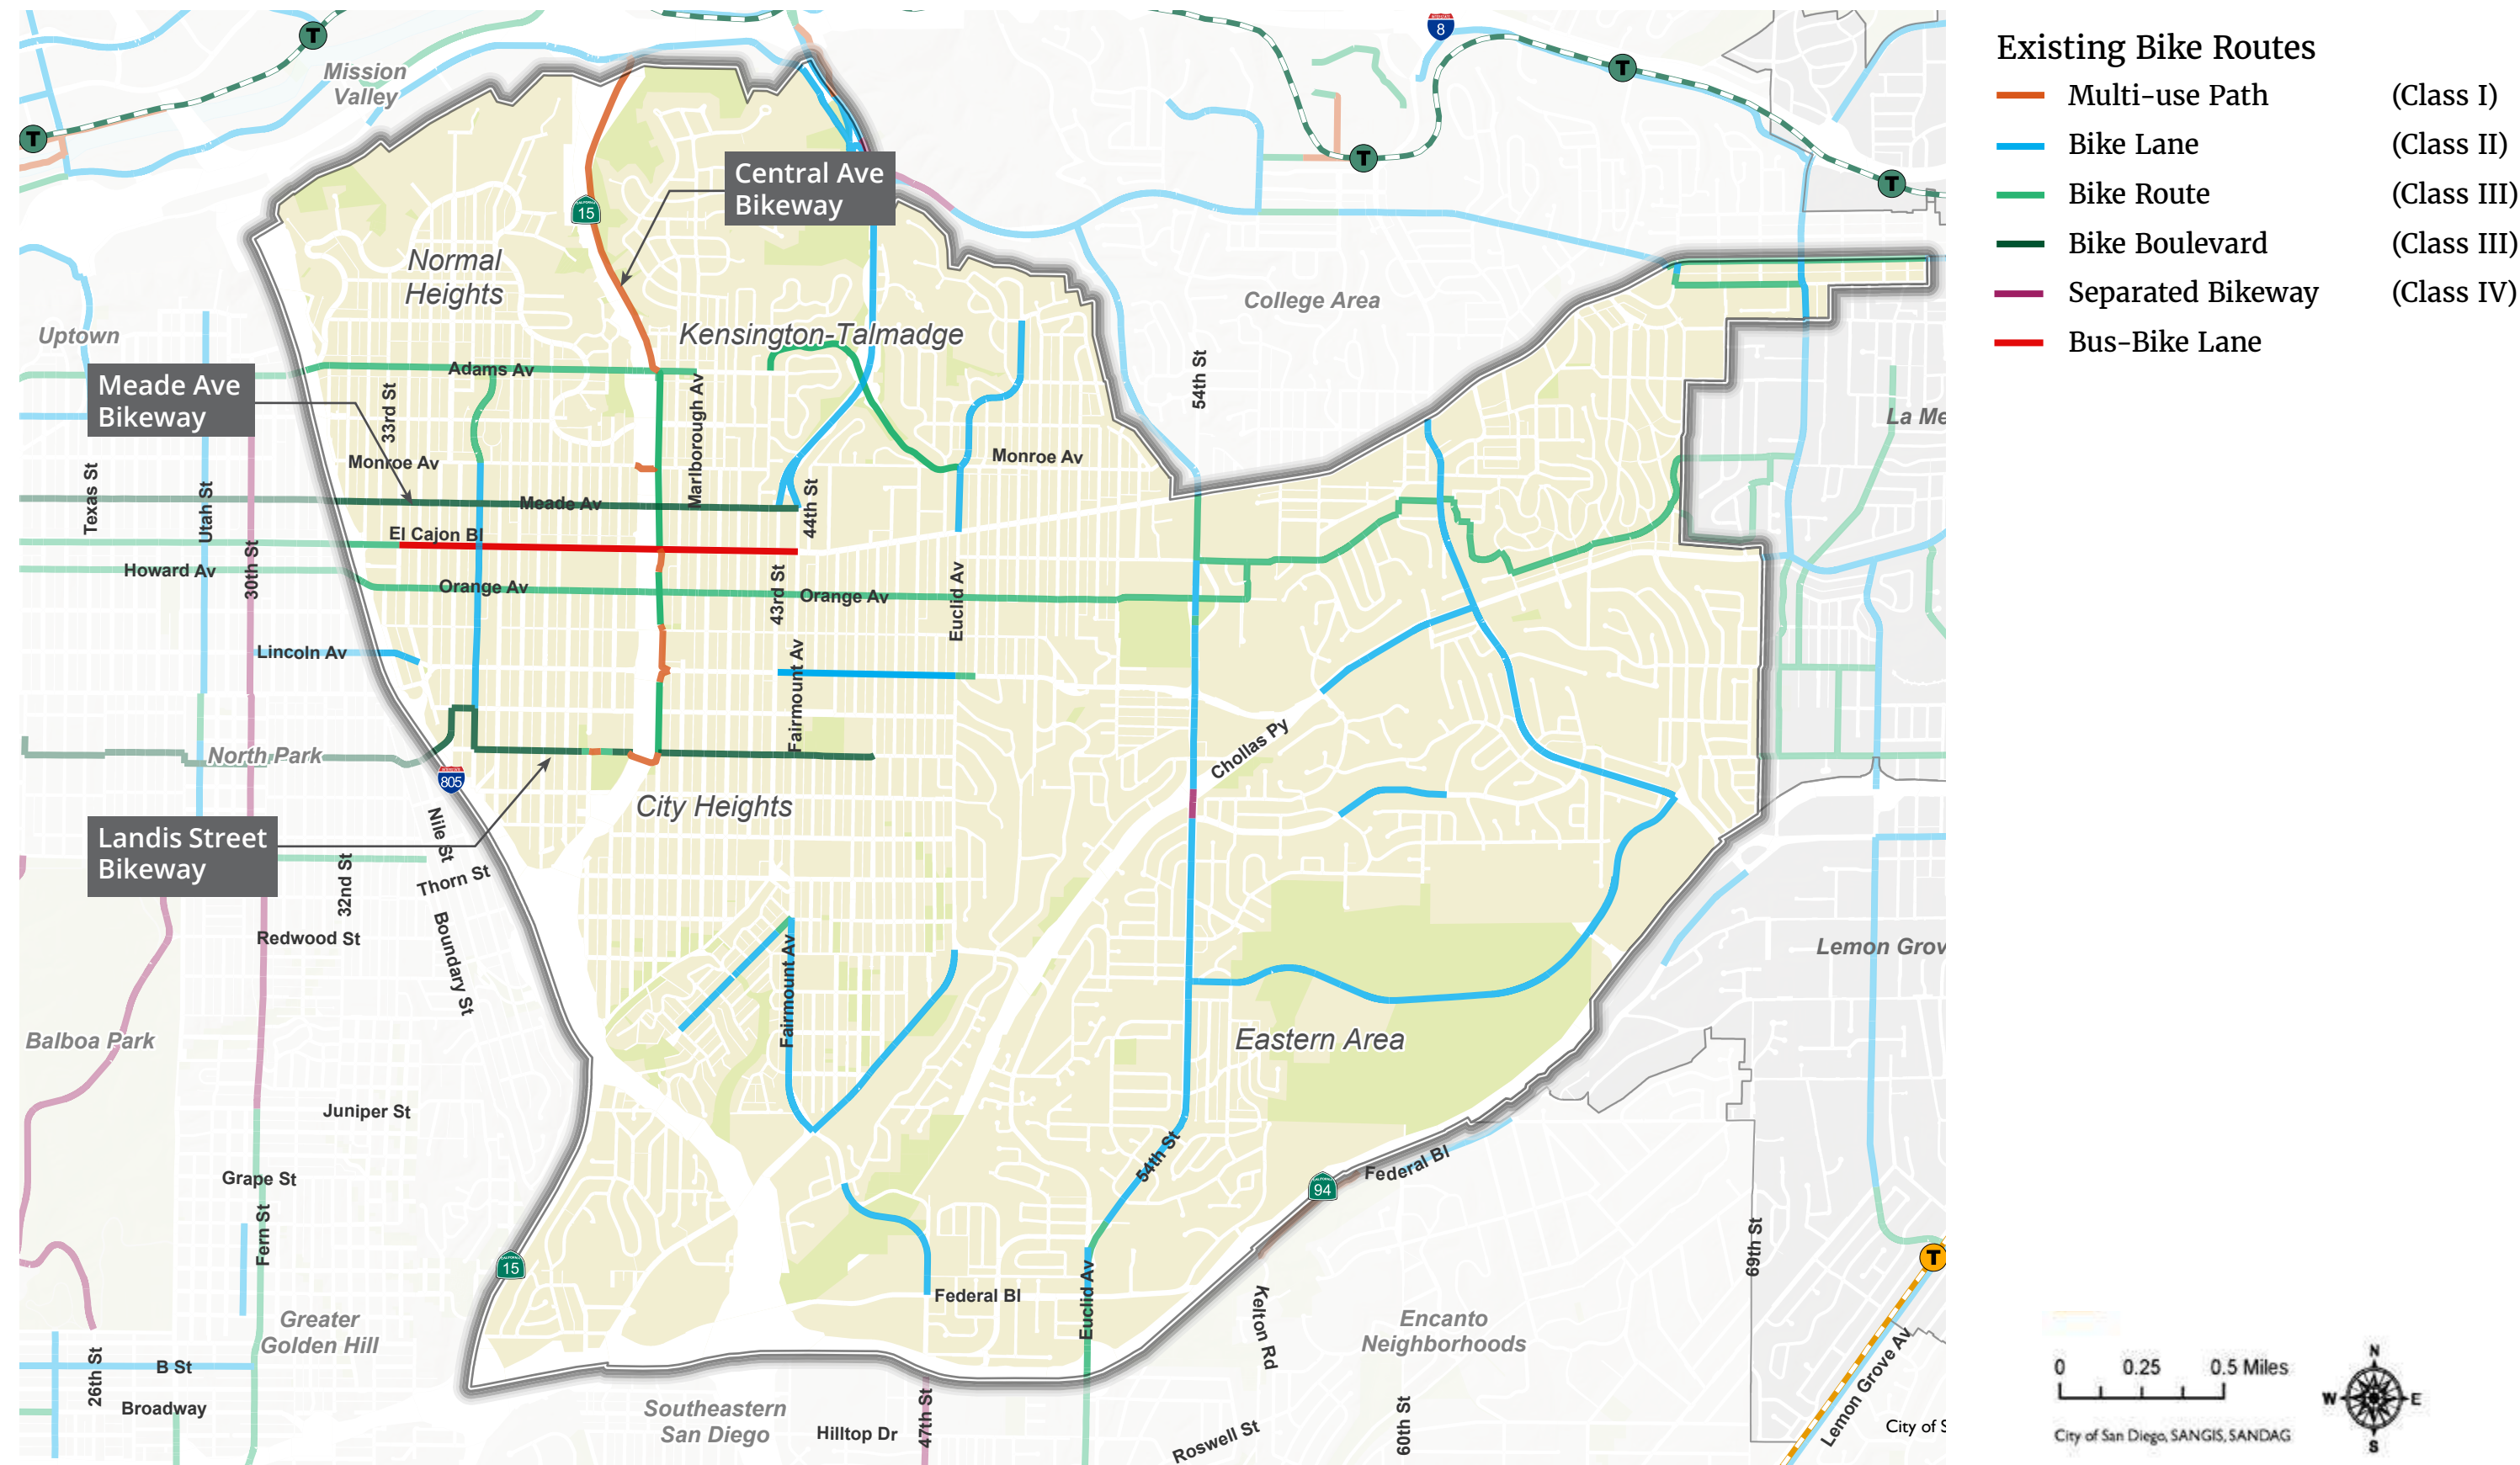 Existing Bike Routes
Multi-use Path (Class I)
Bike Lane (Class II)
Bike Route (Class III)
Bike Boulevard (Class III)
Separated Bikeway (Class IV)
Bus-Bike Lane
T
8
T
Mission
Valley
T
T
T
T
Central Ave
Bikeway
15
Normal
Heights
College Area
Uptown
Kensington-Talmadge
Adams Av
Meade Ave
Bikeway
33rd St
Marlborough Av
54th St
La Me
Monroe Av
Monroe Av
Texas St
Utah St
Meade Av
44th St
El Cajon Bl
Howard Av
30th St
Orange Av
43rd St
Orange Av
Euclid Av
Lincoln Av
Fairmount Av
North Park
Chollas Py
805
City Heights
Landis Street
Bikeway
Nile St
32nd St
Thorn St
Redwood St
Boundary St
Fairmount Av
Lemon Grov
Balboa Park
Eastern Area
Juniper St
54th St
Federal Bl
Grape St
94
Fern St
69th St
15
T
Federal Bl
Euclid Av
Kelton Rd
Greater
Golden Hill
Encanto
Neighborhoods
B St
26th St
Broadway
Southeastern
San Diego
47th St
Hilltop Dr
Roswell St
60th St
Lemon Grove Av
City of S
0 0.25 0.5 Miles
City of San Diego, SANGIS, SANDAG
N
W E
S